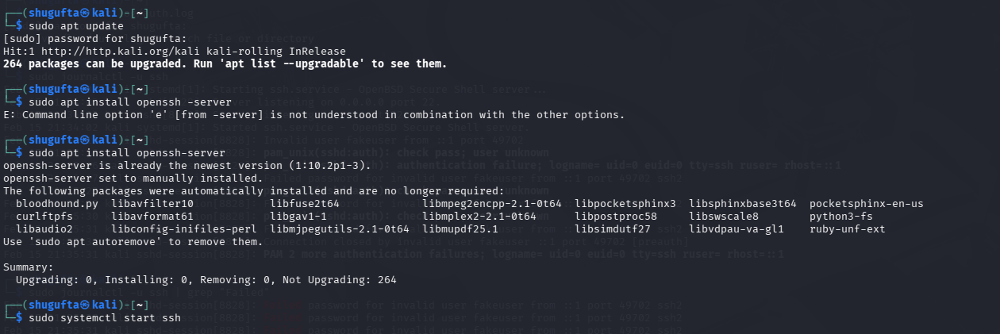 ┌──(shugufta㉿kali)-[~]
└─$ sudo apt update
[sudo] password for shugufta:
Hit:1 http://http.kali.org/kali kali-rolling InRelease
264 packages can be upgraded. Run 'apt list --upgradable' to see them.
┌──(shugufta㉿kali)-[~]
└─$ sudo apt install openssh -server
E: Command line option 'e' [from -server] is not understood in combination with the other options.
┌──(shugufta㉿kali)-[~]
└─$ sudo apt install openssh-server
openssh-server is already the newest version (1:10.2p1-3).
openssh-server set to manually installed.
The following packages were automatically installed and are no longer required:
bloodhound.py libavfilter10 libfuse2t64 libmpeg2encpp-2.1-0t64 libpocketsphinx3 libsphinxbase3t64 pocketsphinx-en-us
curlftpfs libavformat61 libgav1-1 libmplex2-2.1-0t64 libpostproc58 libswscale8 python3-fs
libaudio2 libconfig-inifiles-perl libmjpegutils-2.1-0t64 libmupdf25.1 libsimdutf27 libvdpau-va-gl1 ruby-unf-ext
Use 'sudo apt autoremove' to remove them.
Summary:
Upgrading: 0, Installing: 0, Removing: 0, Not Upgrading: 264
┌──(shugufta㉿kali)-[~]
└─$ sudo systemctl start ssh